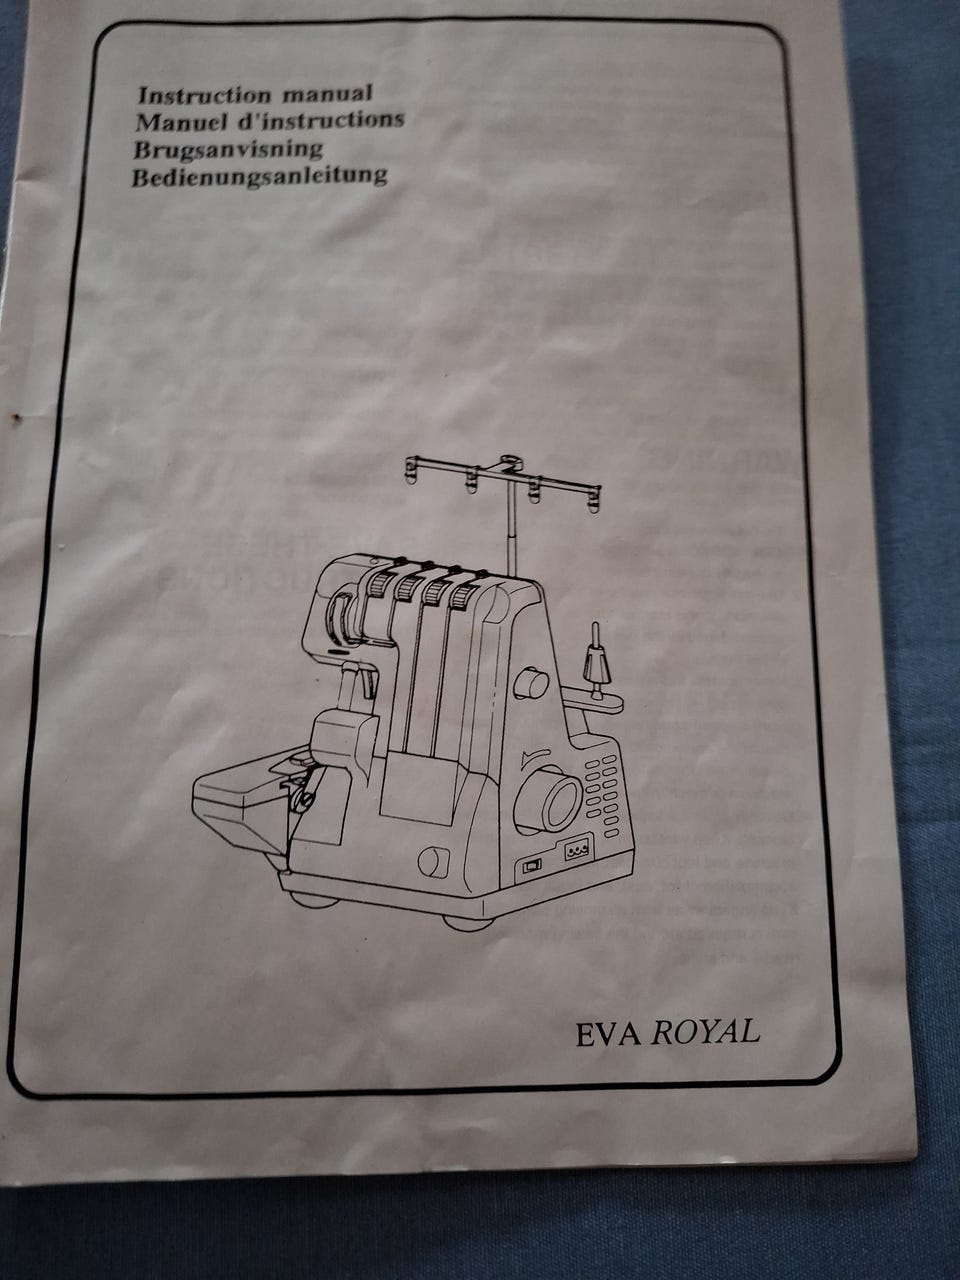 Instruction manual
Manuel d'instructions
Brugsanvisning
Bedienungsanleitung
EVA ROYAL